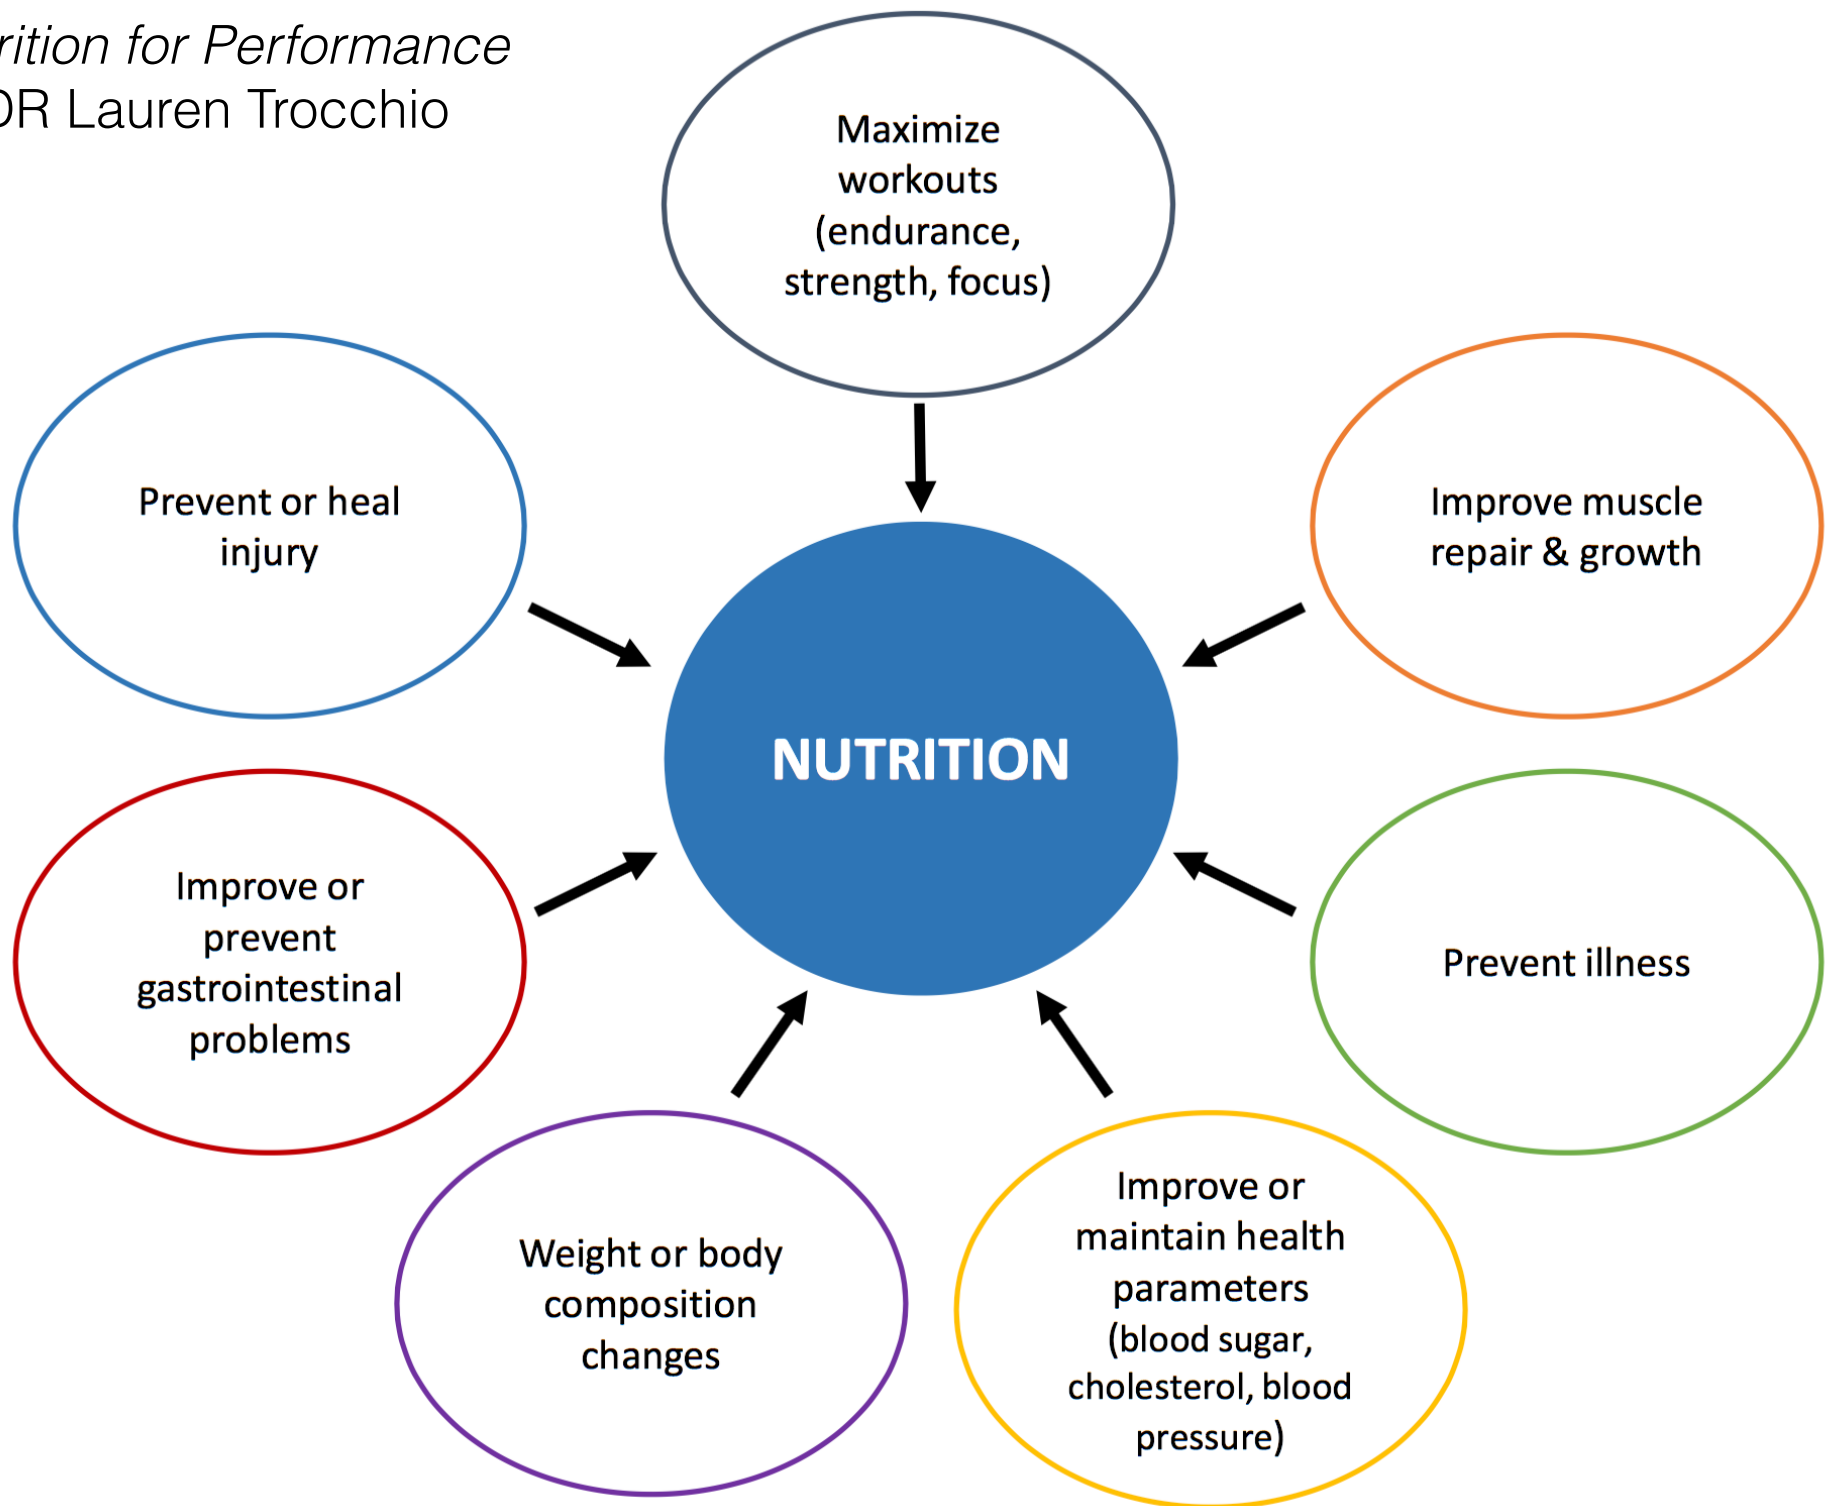 rition for Performance
DR Lauren Trocchio
Maximize
workouts
(endurance,
strength, focus)
Prevent or heal
injury
Improve muscle
repair & growth
NUTRITION
Improve or
prevent
gastrointestinal
problems
Prevent illness
Weight or body
composition
changes
Improve or
maintain health
parameters
(blood sugar,
cholesterol, blood
pressure)